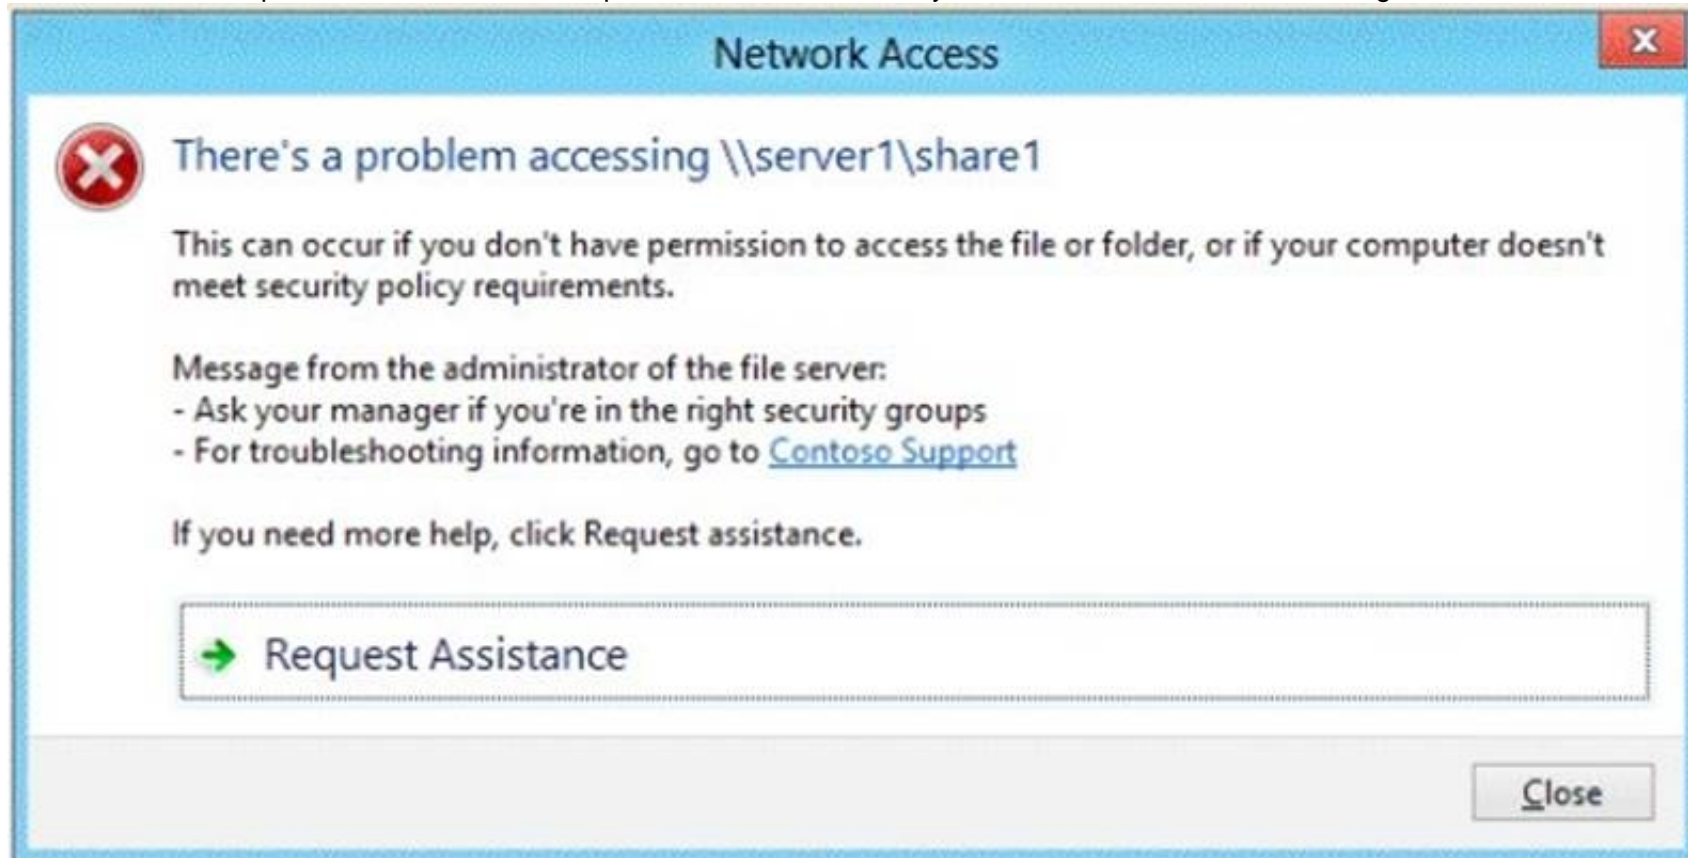 Network Access
There's a problem accessing \\server1\share1
This can occur if you don't have permission to access the file or folder, or if your computer doesn't
meet security policy requirements.
Message from the administrator of the file server:
- Ask your manager if you're in the right security groups
- For troubleshooting information, go to Contoso Support
If you need more help, click Request assistance.
Request Assistance
Close